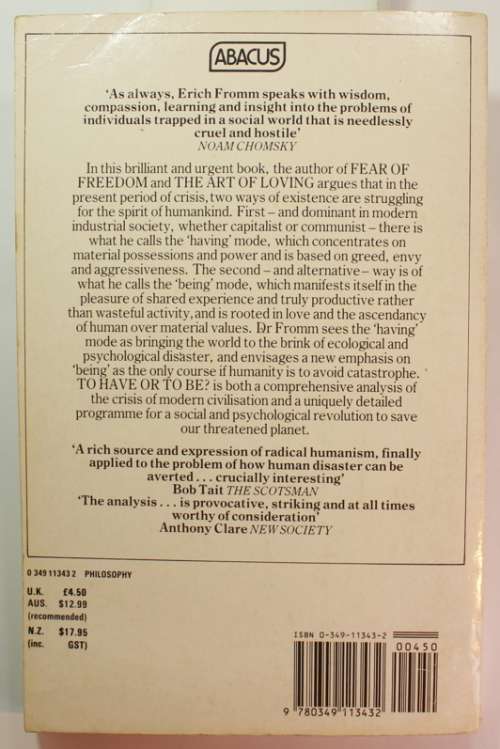 ABACUS
‘As always, Erich Fromm speaks with wisdom,
compassion, learning and insight into the problems of
individuals trapped in a social world that is needlessly
cruel and hostile’
NOAM CHOMSKY
In this brilliant and urgent book, the author of FEAR OF
FREEDOM and THE ART OF LOVING argues that in the
present period of crisis, two ways of existence are struggling
for the spirit of humankind. First – and dominant in modern
industrial society, whether capitalist or communist – there is
what he calls the ‘having’ mode, which concentrates on
material possessions and power and is based on greed, envy
and aggressiveness. The second – and alternative – way is of
what he calls the ‘being’ mode, which manifests itself in the
pleasure of shared experience and truly productive rather
than wasteful activity, and is rooted in love and the ascendancy
of human over material values. Dr Fromm sees the ‘having’
mode as bringing the world to the brink of ecological and
psychological disaster, and envisages a new emphasis on
‘being’ as the only course if humanity is to avoid catastrophe.
TO HAVE OR TO BE? is both a comprehensive analysis of
the crisis of modern civilisation and a uniquely detailed
programme for a social and psychological revolution to save
our threatened planet.
‘A rich source and expression of radical humanism, finally
applied to the problem of how human disaster can be
averted . . . crucially interesting’
Bob Tait THE SCOTSMAN
‘The analysis . . . is provocative, striking and at all times
worthy of consideration’
Anthony Clare NEW SOCIETY
0 349 11343 2 PHILOSOPHY
U.K. £4.50
AUS. $12.99
(recommended)
N.Z. $17.95
(inc. GST)
ISBN 0-349-11343-2
00450
9 780349 113432